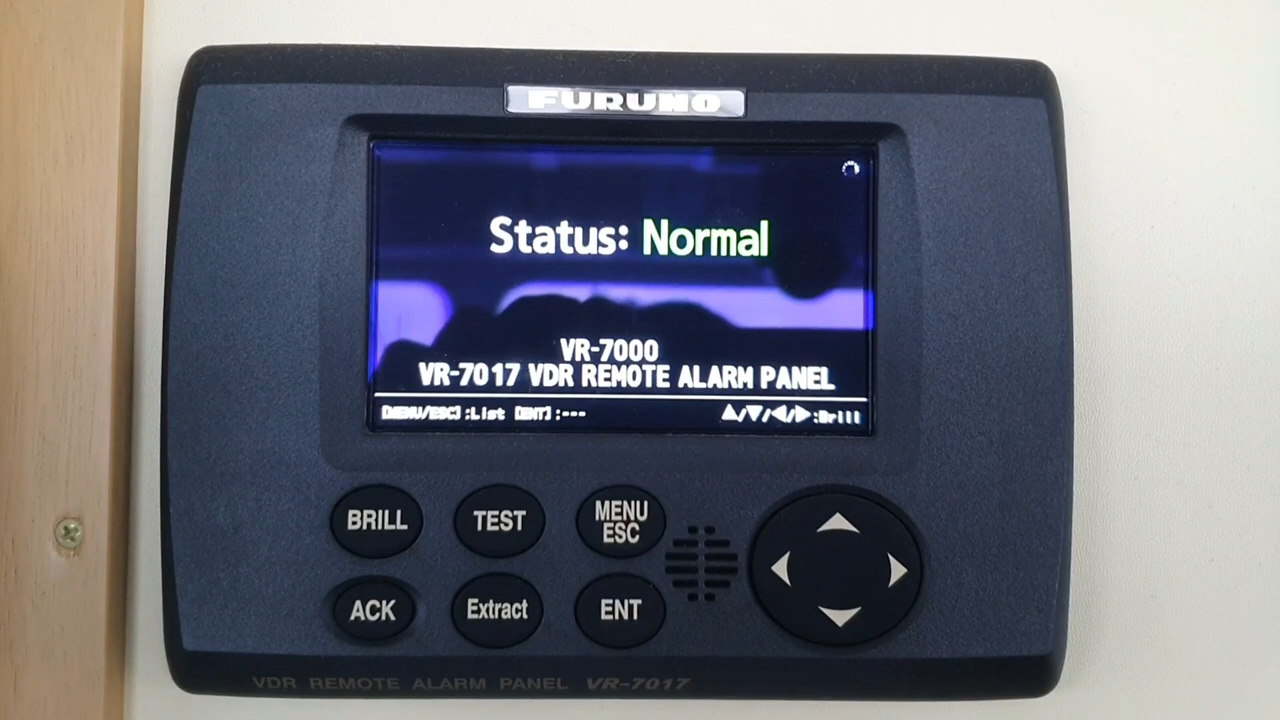 FURUNO
Status: Normal
VR-7000
VR-7017 VDR REMOTE ALARM PANEL
[MENU/ESC]:List [ENT]:--- ▲/▼/◀/▶:Brill
BRILL TEST MENU ESC
ACK Extract ENT
VDR REMOTE ALARM PANEL VR-7017